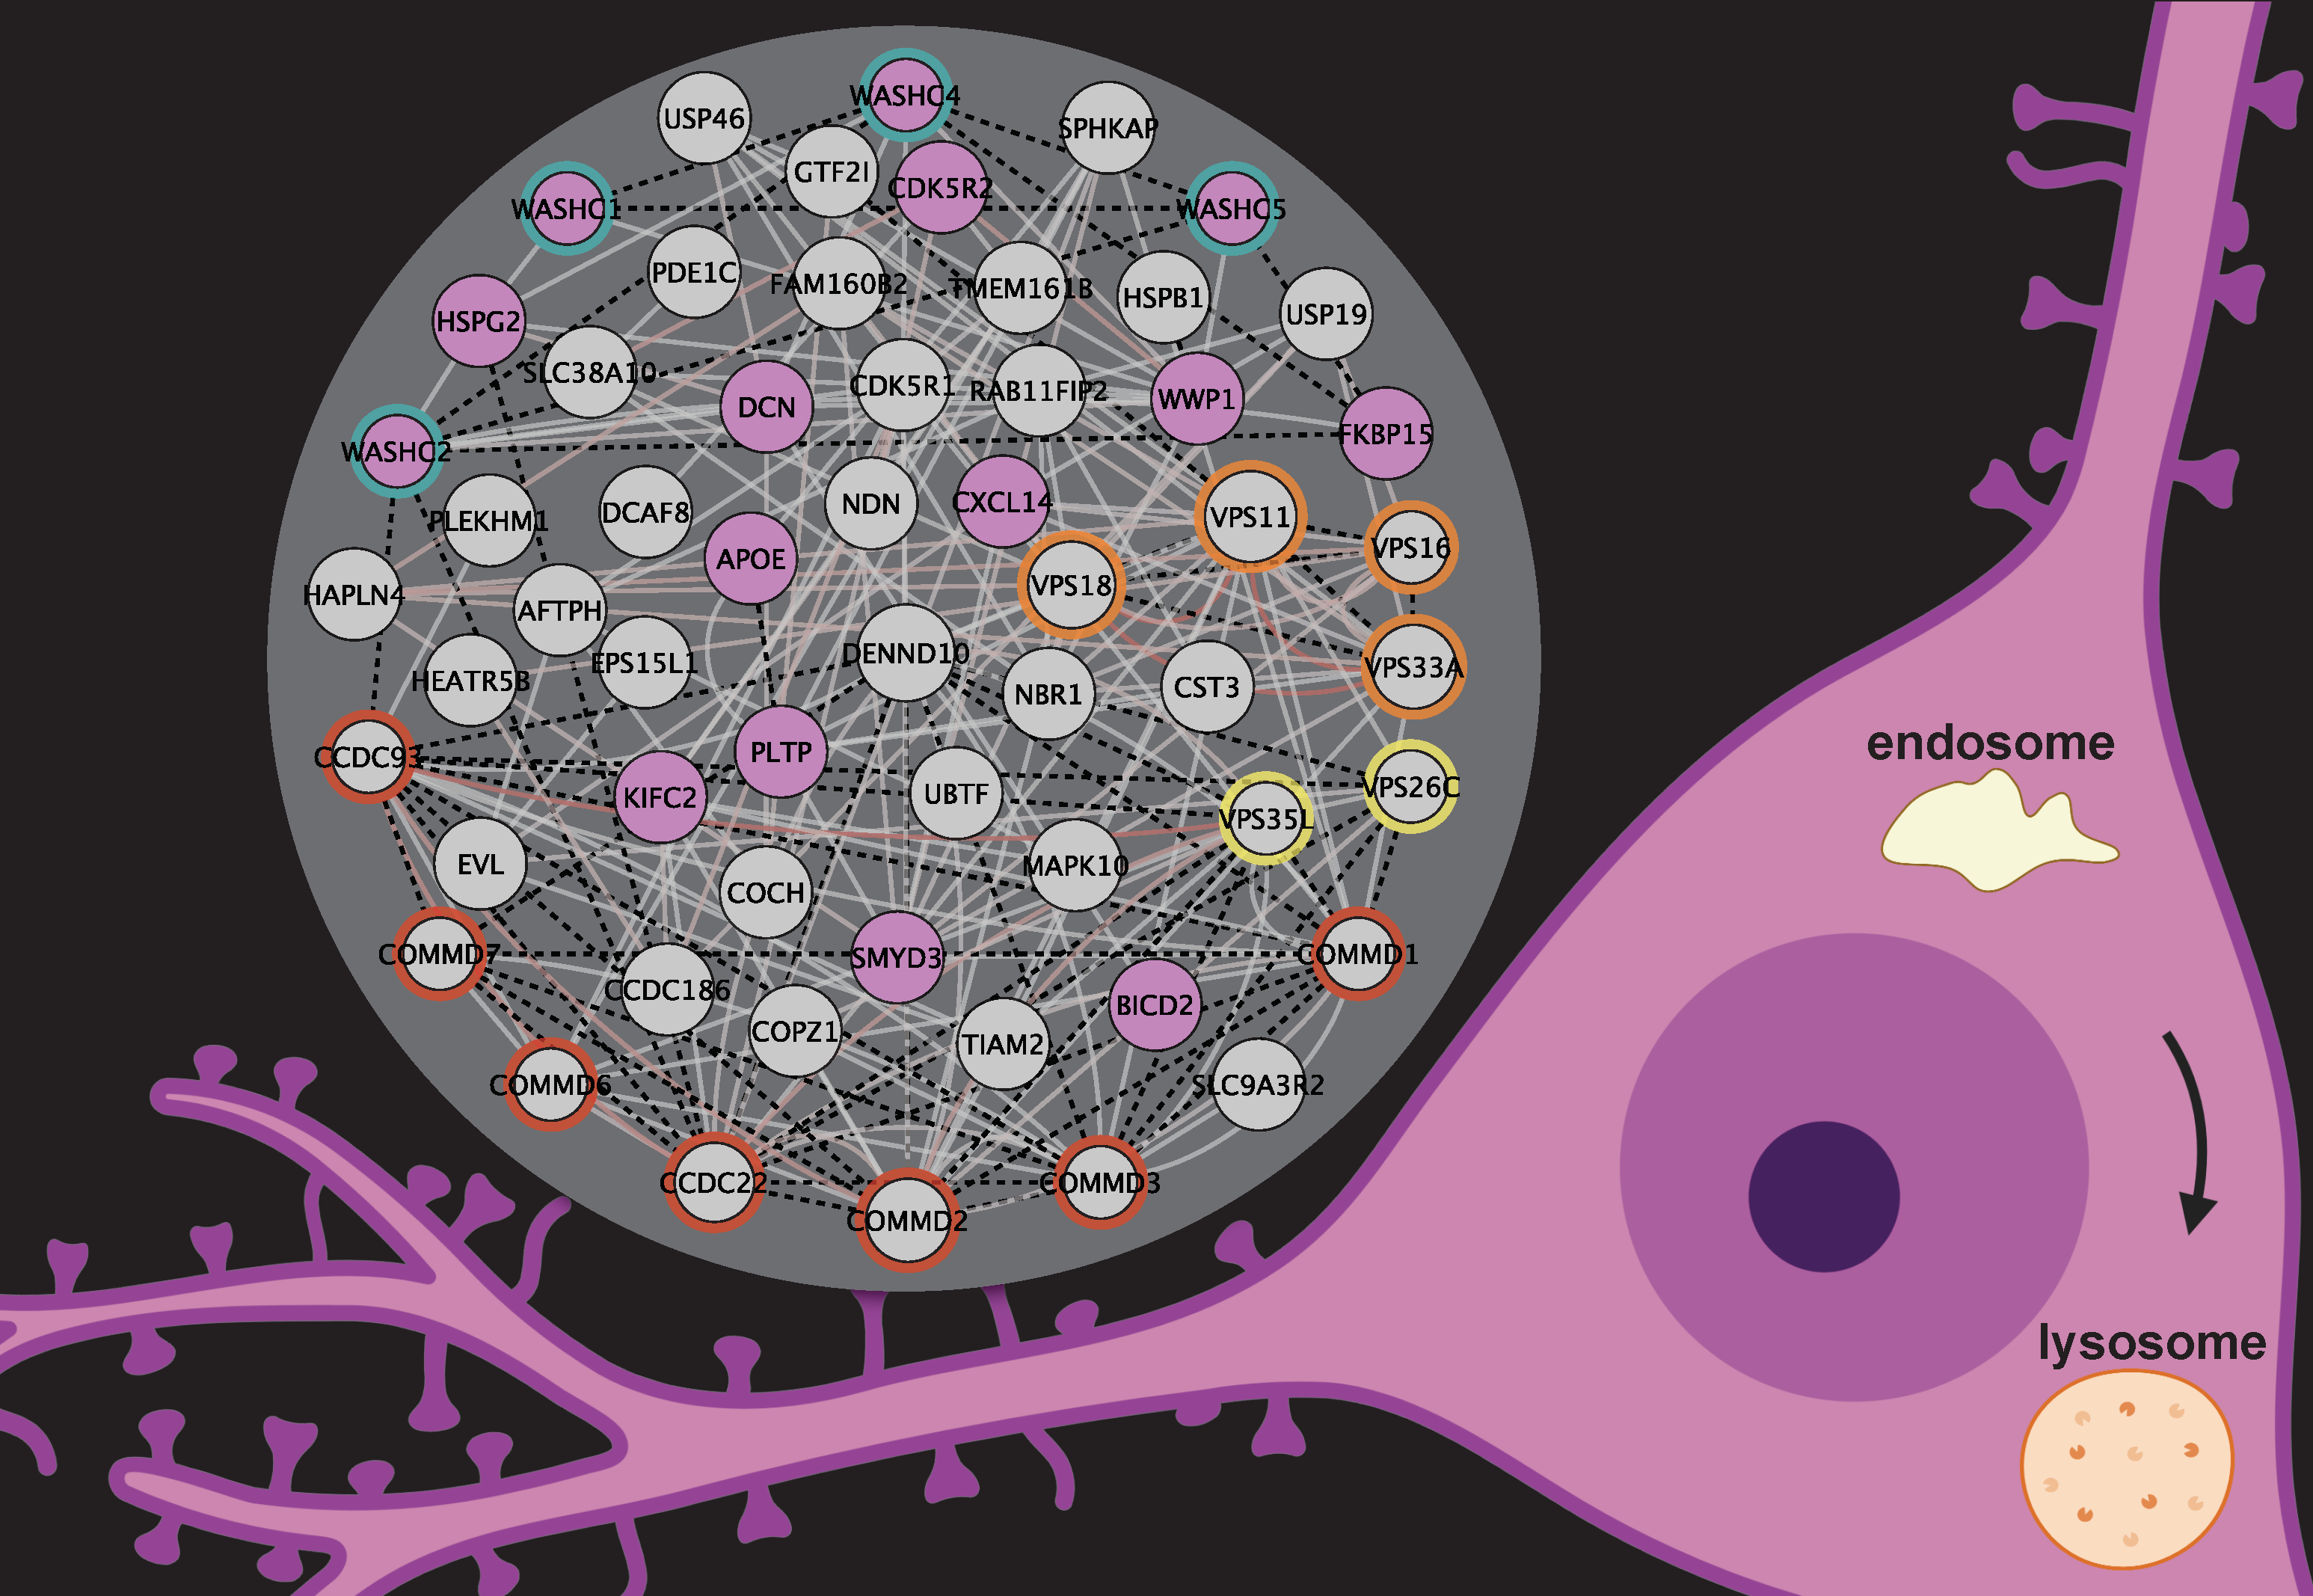 WASHC4
USP46
SPHKAP
GTF2I
CDK5R2
WASHC1
WASHC5
PDE1C
FAM160B2
TMEM161B
HSPB1
USP19
HSPG2
SLC38A10
CDK5R1
RAB11FIP2
DCN
WWP1
FKBP15
WASHC2
NDN
CXCL14
PLEKHM1
DCAF8
VPS11
VPS16
APOE
VPS18
HAPLN4
AFTPH
DENND10
EPS15L1
HEATR5B
NBR1
CST3
VPS33A
endosome
CCDC93
PLTP
KIFC2
UBTF
VPS26C
VPS35L
EVL
COCH
MAPK10
COMMD7
SMYD3
COMMD1
CCDC186
BICD2
COPZ1
TIAM2
COMMD6
SLC9A3R2
CCDC22
COMMD3
COMMD2
lysosome